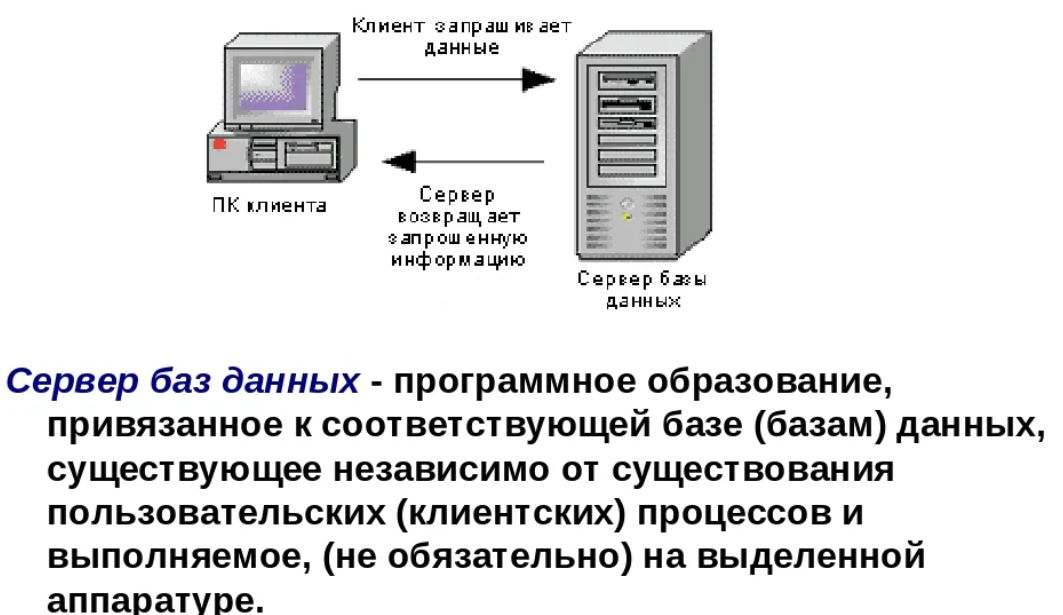 Клиент запрашивает
данные
ПК клиента
Сервер
возвращает
запрошенную
информацию
Сервер базы
данных
Сервер баз данных - программное образование,
привязанное к соответствующей базе (базам) данных,
существующее независимо от существования
пользовательских (клиентских) процессов и
выполняемое, (не обязательно) на выделенной
аппаратуре.